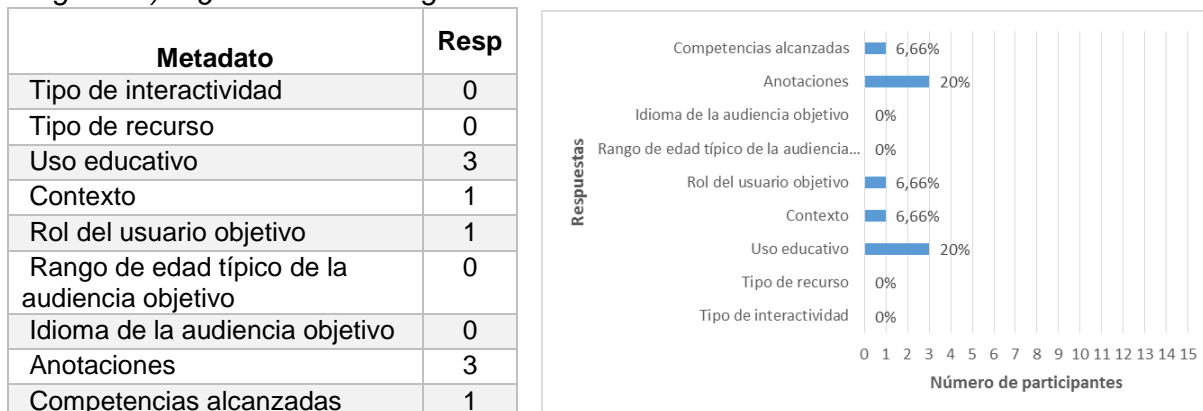 Metadato Resp
Tipo de interactividad 0
Tipo de recurso 0
Uso educativo 3
Contexto 1
Rol del usuario objetivo 1
Rango de edad típico de la 0
audiencia objetivo
Idioma de la audiencia objetivo 0
Anotaciones 3
Competencias alcanzadas 1
Respuestas
Competencias alcanzadas 6,66%
Anotaciones 20%
Idioma de la audiencia objetivo 0%
Rango de edad típico de la audiencia... 0%
Rol del usuario objetivo 6,66%
Contexto 6,66%
Uso educativo 20%
Tipo de recurso 0%
Tipo de interactividad 0%
0 1 2 3 4 5 6 7 8 9 10 11 12 13 14 15
Número de participantes